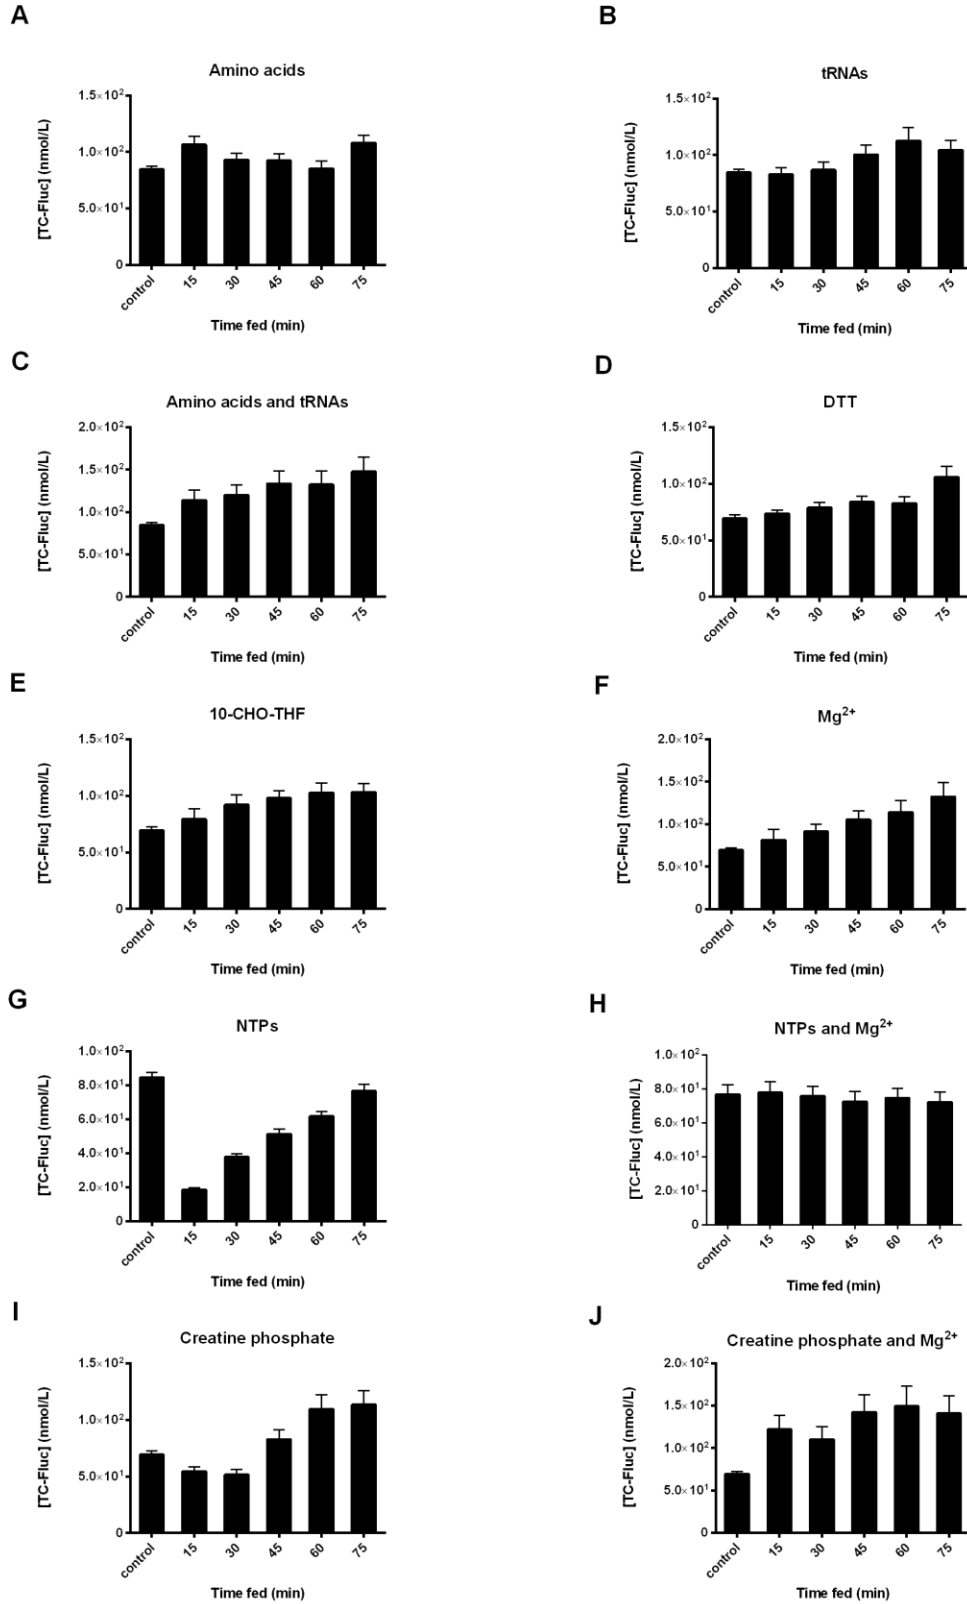 A
Amino acids
[TC-Fluc] (nmol/L)
1.5×10²
1.0×10²
5.0×10¹
0
control 15 30 45 60 75
Time fed (min)
B
tRNAs
[TC-Fluc] (nmol/L)
1.5×10²
1.0×10²
5.0×10¹
0
control 15 30 45 60 75
Time fed (min)
C
Amino acids and tRNAs
[TC-Fluc] (nmol/L)
2.0×10²
1.5×10²
1.0×10²
5.0×10¹
0
control 15 30 45 60 75
Time fed (min)
D
DTT
[TC-Fluc] (nmol/L)
1.5×10²
1.0×10²
5.0×10¹
0
control 15 30 45 60 75
Time fed (min)
E
10-CHO-THF
[TC-Fluc] (nmol/L)
1.5×10²
1.0×10²
5.0×10¹
0
control 15 30 45 60 75
Time fed (min)
F
Mg²⁺
[TC-Fluc] (nmol/L)
2.0×10²
1.5×10²
1.0×10²
5.0×10¹
0
control 15 30 45 60 75
Time fed (min)
G
NTPs
[TC-Fluc] (nmol/L)
1.0×10²
8.0×10¹
6.0×10¹
4.0×10¹
2.0×10¹
0
control 15 30 45 60 75
Time fed (min)
H
NTPs and Mg²⁺
[TC-Fluc] (nmol/L)
1.0×10²
8.0×10¹
6.0×10¹
4.0×10¹
2.0×10¹
0
control 15 30 45 60 75
Time fed (min)
I
Creatine phosphate
[TC-Fluc] (nmol/L)
1.5×10²
1.0×10²
5.0×10¹
0
control 15 30 45 60 75
Time fed (min)
J
Creatine phosphate and Mg²⁺
[TC-Fluc] (nmol/L)
2.0×10²
1.5×10²
1.0×10²
5.0×10¹
0
control 15 30 45 60 75
Time fed (min)